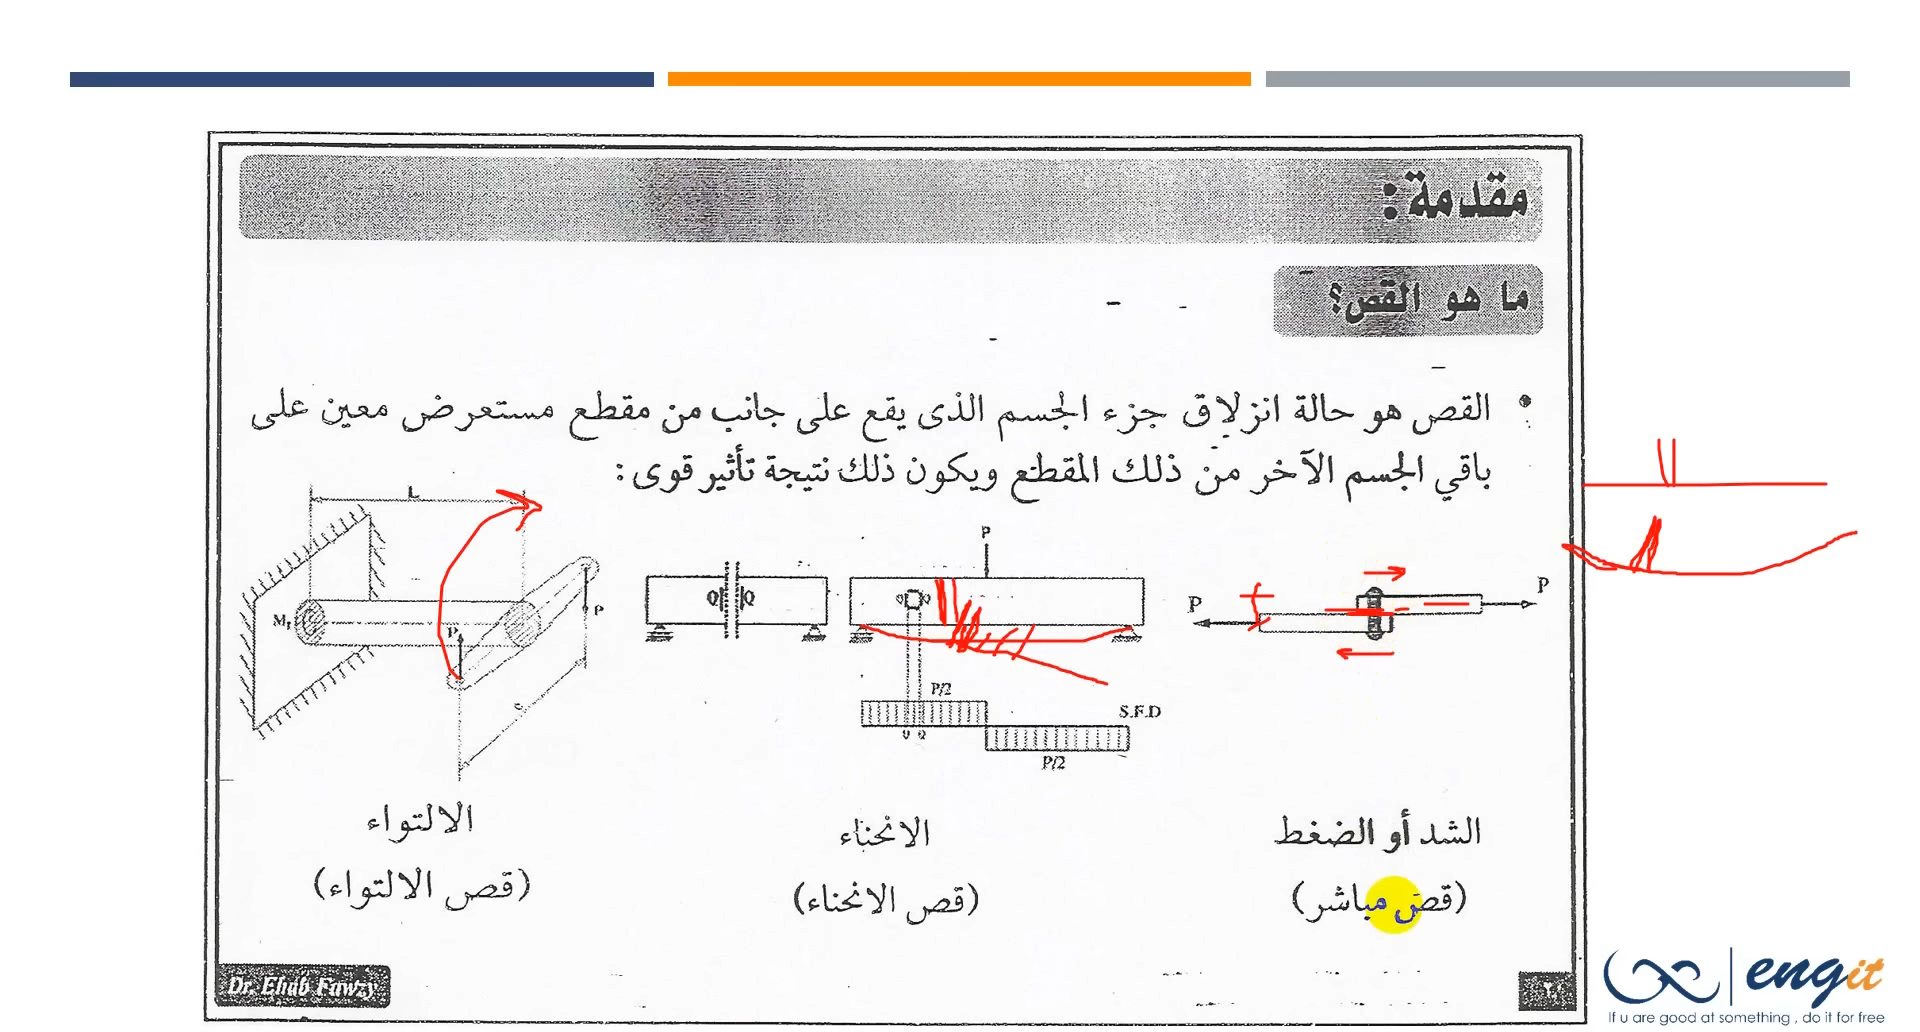 مقدمة:
ما هو القص؟
• القص هو حالة انزلاق جزء الجسم الذى يقع على جانب من مقطع مستعرض معين على
باقي الجسم الآخر من ذلك المقطع ويكون ذلك نتيجة تأثير قوى:
P
P
Q Q
P/2
S.F.D
P/2
L
M
P
P
الشد أو الضغط
(قص مباشر)
P
الانحناء
(قص الانحناء)
الالتواء
(قص الالتواء)
Dr. Ehab Fawzy
engit
If u are good at something , do it for free